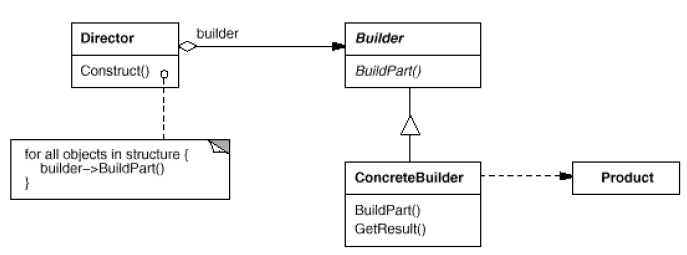 Director
builder
Builder
Construct()
BuildPart()
for all objects in structure {
builder->BuildPart()
}
ConcreteBuilder
Product
BuildPart()
GetResult()